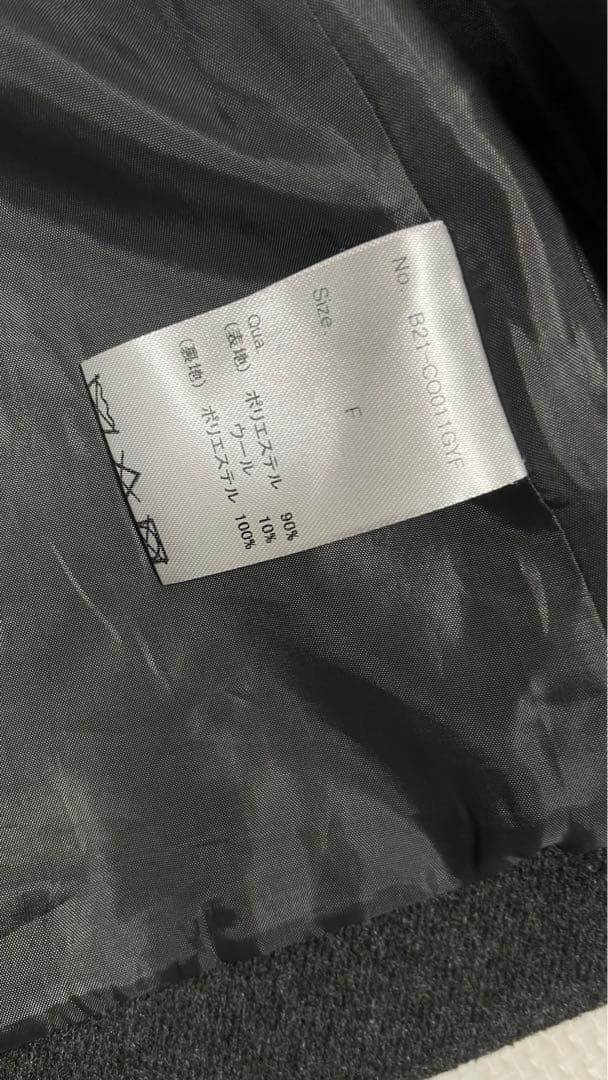 No. B21-CO011GYF
Size F
Qua.
(表地) ポリエステル 90%
ウール 10%
(裏地) ポリエステル 100%